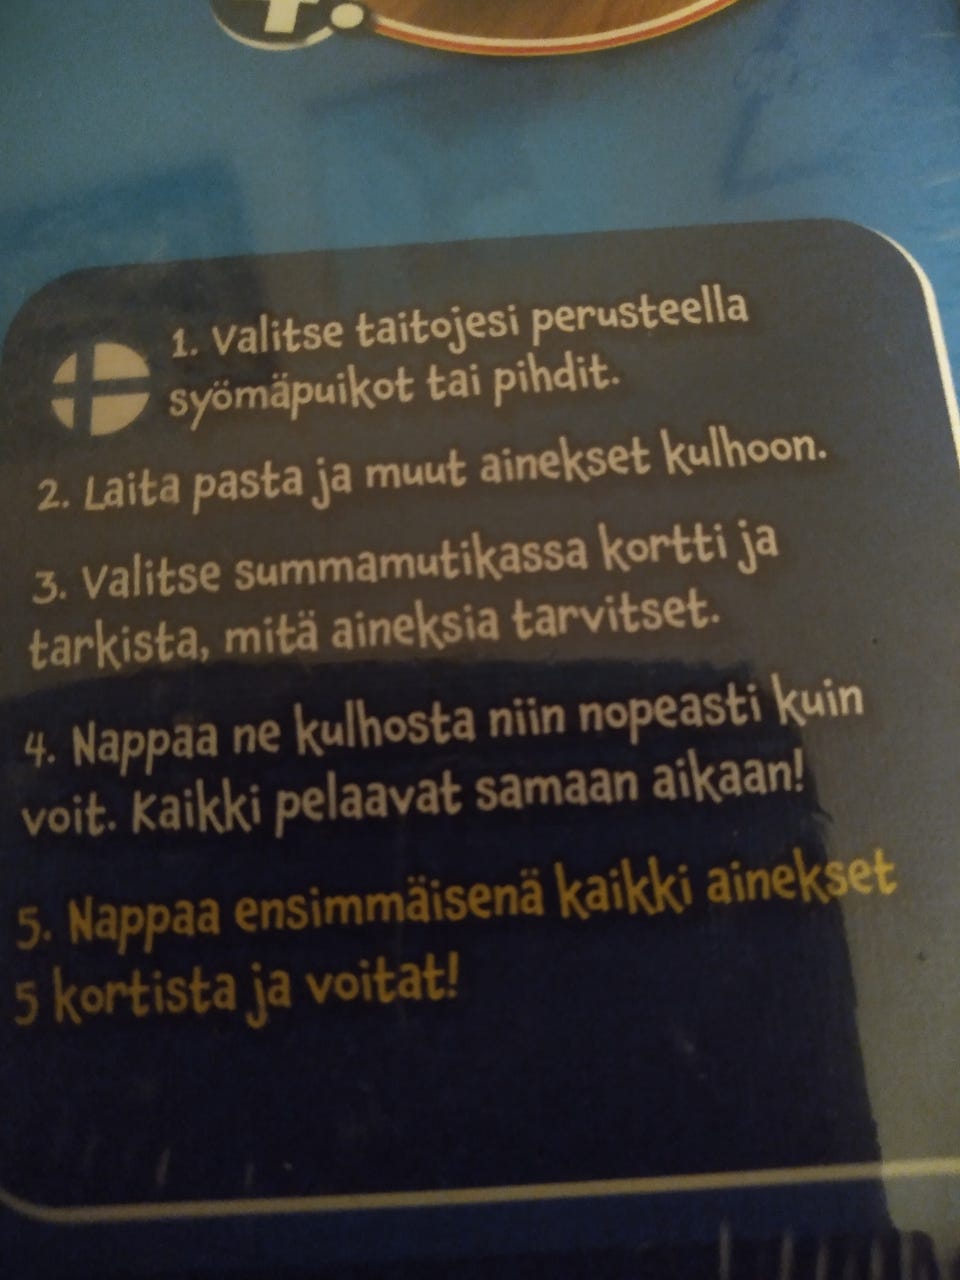 1. Valitse taitojesi perusteella
syömäpuikot tai pihdit.
2. Laita pasta ja muut ainekset kulhoon.
3. Valitse summamutikassa kortti ja
tarkista, mitä aineksia tarvitset.
4. Nappaa ne kulhosta niin nopeasti kuin
voit. Kaikki pelaavat samaan aikaan!
5. Nappaa ensimmäisenä kaikki ainekset
5 kortista ja voitat!